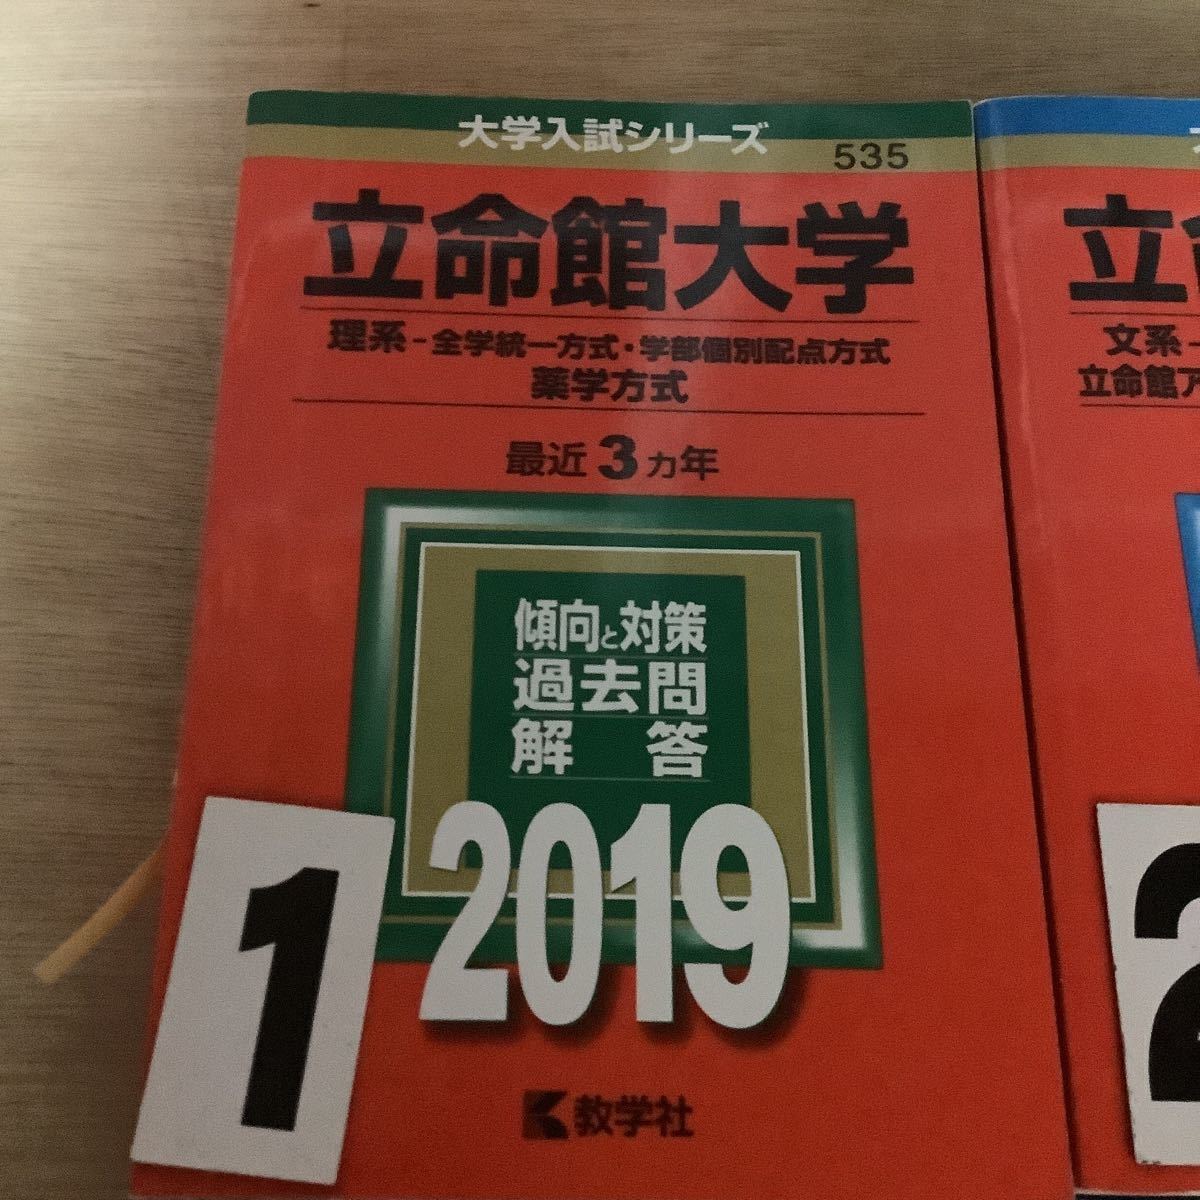 大学入試シリーズ
535
立命館大学
理系-全学統一方式・学部個別配点方式
薬学方式
最近3カ年
傾向と対策
過去問
解答
2019
教学社
1
文系-
立命館ア
2